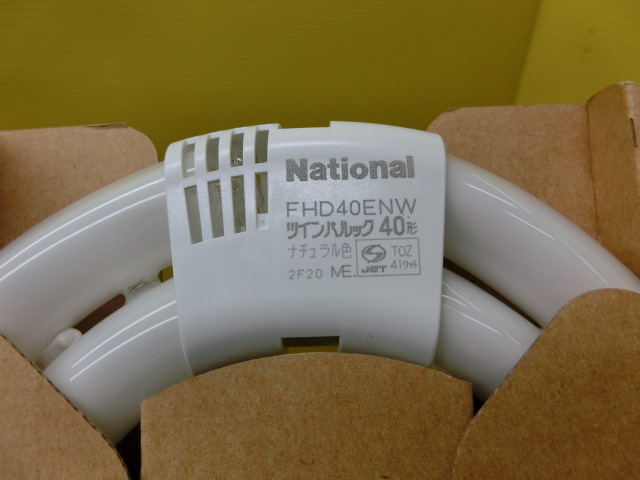 National
FHD40ENW
ツインパルック 40形
ナチュラル色
2F20 ME.
JET
TOZ
41ワット